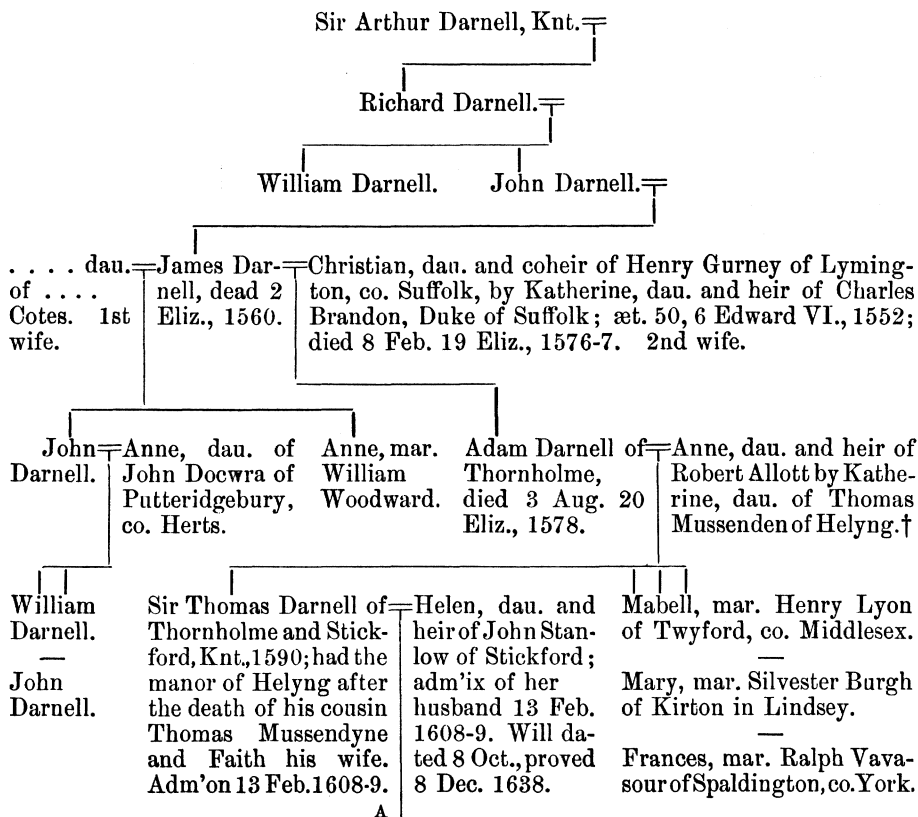 Sir Arthur Darnell, Knt.
Richard Darnell.
William Darnell.
John Darnell.
. . . . dau.
of . . . .
Cotes. 1st
wife.
James Dar-
nell, dead 2
Eliz., 1560.
Christian, dau. and coheir of Henry Gurney of Lyming-
ton, co. Suffolk, by Katherine, dau. and heir of Charles
Brandon, Duke of Suffolk; æt. 50, 6 Edward VI., 1552;
died 8 Feb. 19 Eliz., 1576-7. 2nd wife.
John
Darnell.
Anne, dau. of
John Docwra of
Putteridgebury,
co. Herts.
Anne, mar.
William
Woodward.
Adam Darnell of
Thornholme,
died 3 Aug. 20
Eliz., 1578.
Anne, dau. and heir of
Robert Allott by Kathe-
rine, dau. of Thomas
Mussenden of Helyng.†
William
Darnell.
—
John
Darnell.
Sir Thomas Darnell of
Thornholme and Stick-
ford, Knt., 1590; had the
manor of Helyng after
the death of his cousin
Thomas Mussendyne
and Faith his wife.
Adm'on 13 Feb. 1608-9.
Helen, dau. and
heir of John Stan-
low of Stickford;
adm'ix of her
husband 13 Feb.
1608-9. Will da-
ted 8 Oct., proved
8 Dec. 1638.
Mabell, mar. Henry Lyon
of Twyford, co. Middlesex.
—
Mary, mar. Silvester Burgh
of Kirton in Lindsey.
—
Frances, mar. Ralph Vava-
sour of Spaldington, co. York.
A